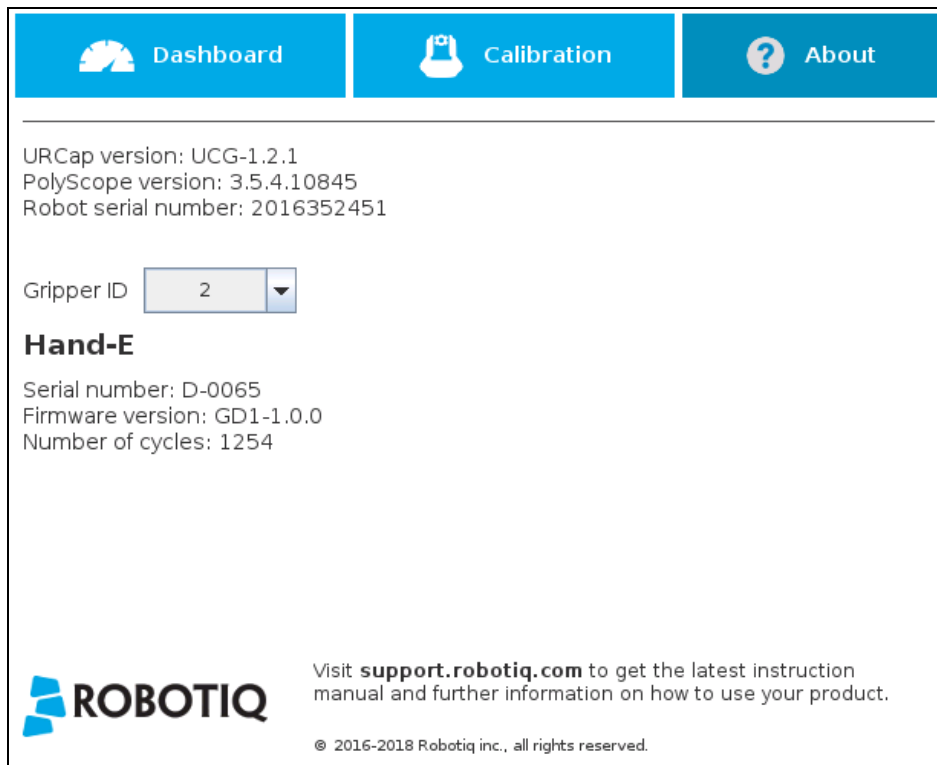 Dashboard
Calibration
? About
URCap version: UCG-1.2.1
PolyScope version: 3.5.4.10845
Robot serial number: 2016352451
Gripper ID 2
Hand-E
Serial number: D-0065
Firmware version: GD1-1.0.0
Number of cycles: 1254
ROBOTIQ
Visit support.robotiq.com to get the latest instruction
manual and further information on how to use your product.
© 2016-2018 Robotiq inc., all rights reserved.